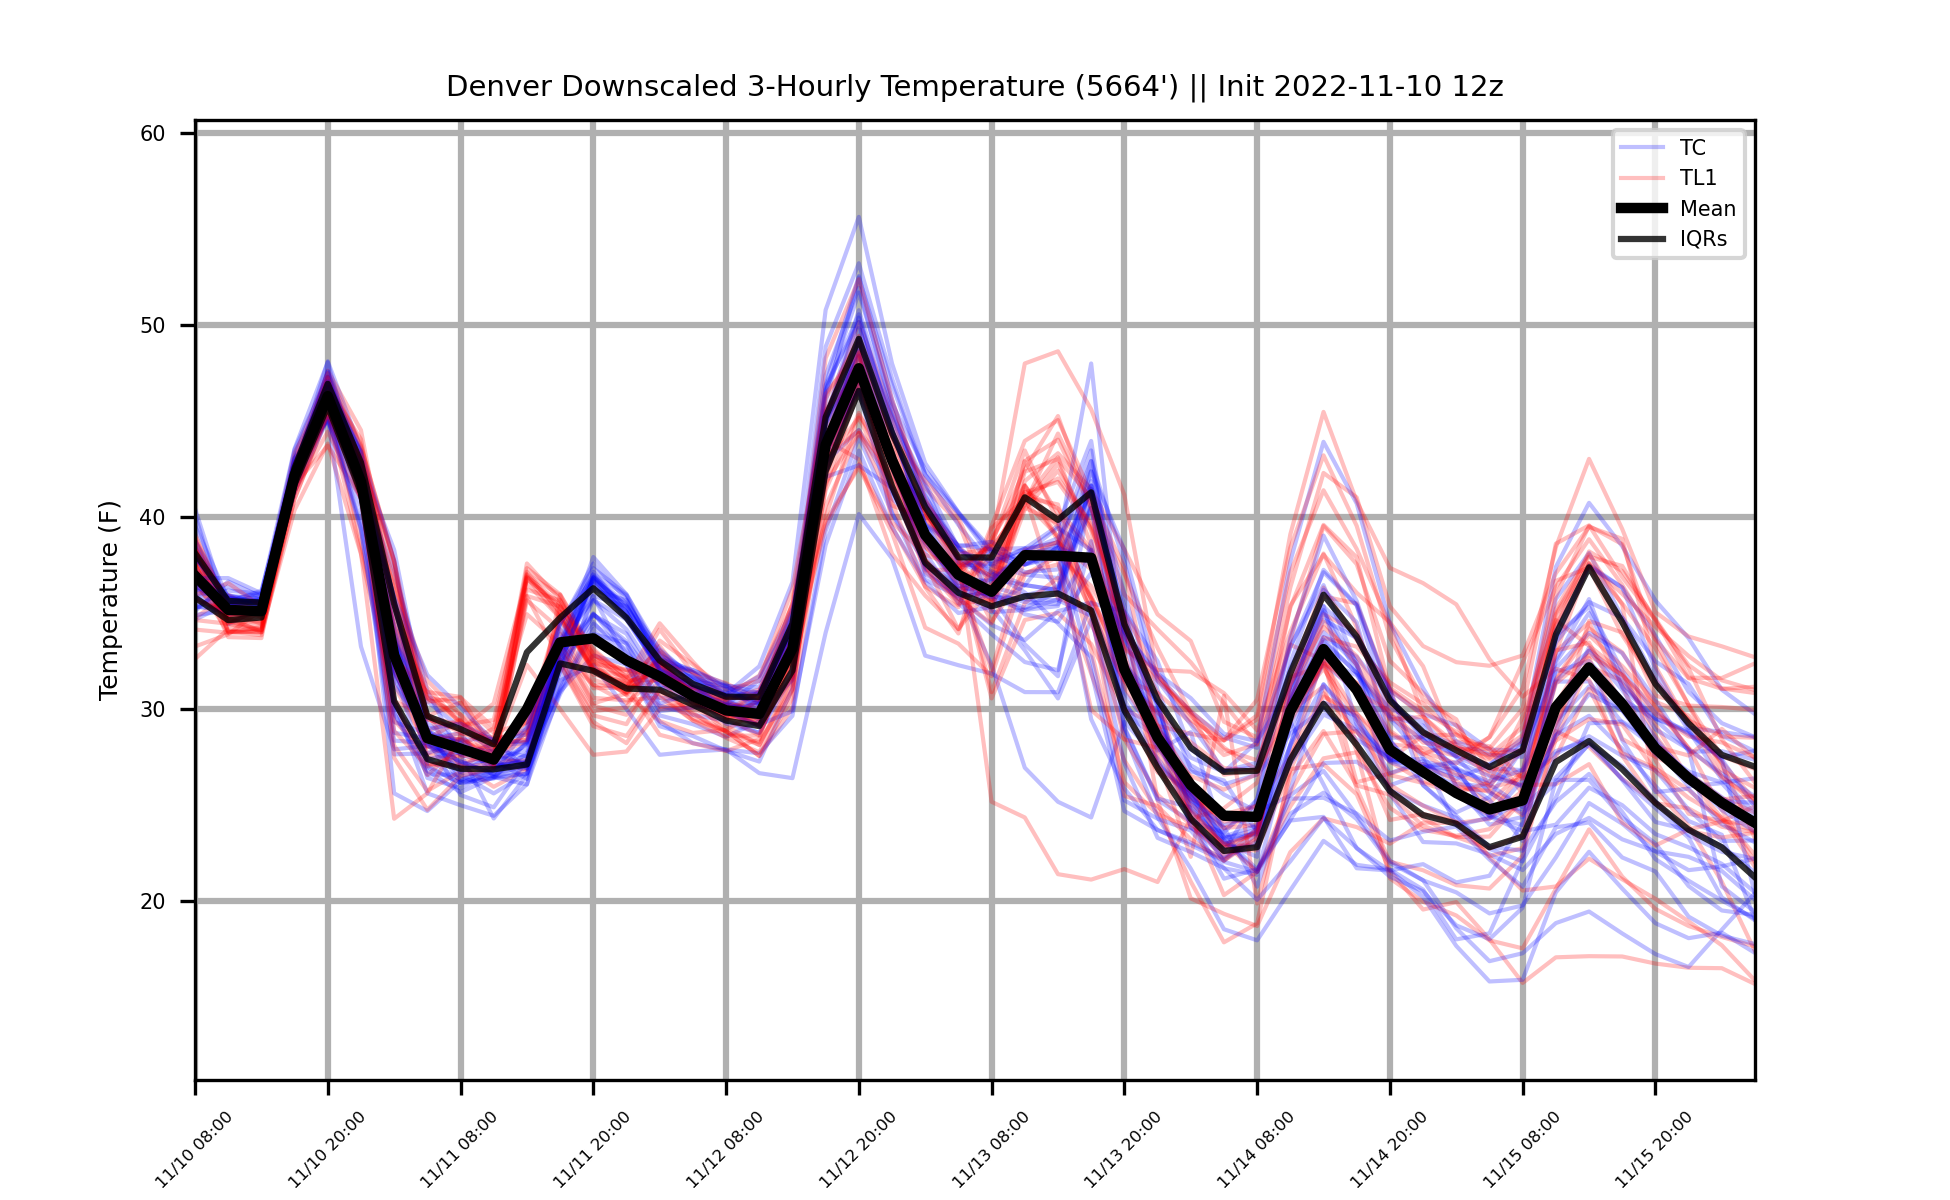 Denver Downscaled 3-Hourly Temperature (5664') || Init 2022-11-10 12z
TC
TL1
Mean
IQRs
Temperature (F)
60
50
40
30
20
11/10 08:00
11/10 20:00
11/11 08:00
11/11 20:00
11/12 08:00
11/12 20:00
11/13 08:00
11/13 20:00
11/14 08:00
11/14 20:00
11/15 08:00
11/15 20:00